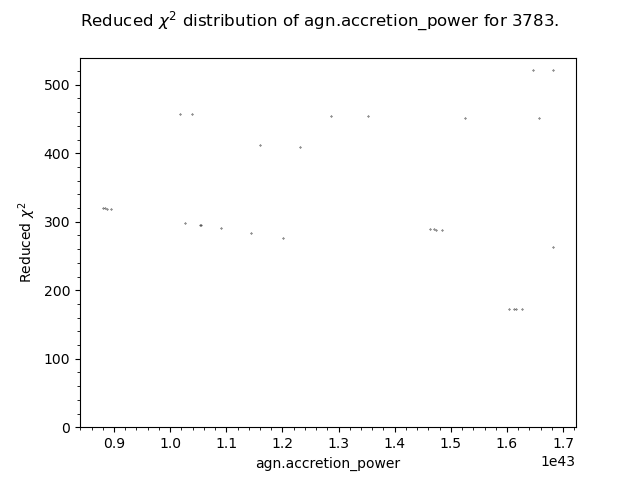 Reduced χ² distribution of agn.accretion_power for 3783.
500
400
300
200
100
0
Reduced χ²
0.9 1.0 1.1 1.2 1.3 1.4 1.5 1.6 1.7
1e43
agn.accretion_power